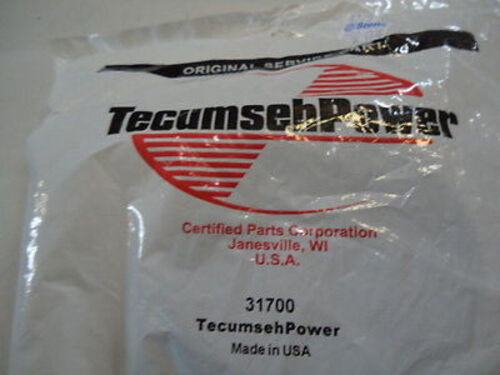 ORIGINAL SERVICE
TecumsehPower
Certified Parts Corporation
Janesville, WI
U.S.A.
31700
TecumsehPower
Made in USA